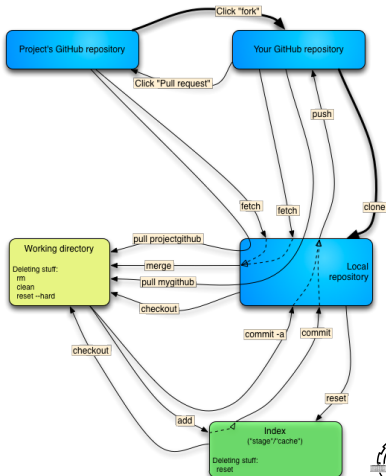 Click "fork"
Project's GitHub repository
Your GitHub repository
Click "Pull request"
push
clone
fetch
fetch
pull projectgithub
Working directory
merge
Local
repository
Deleting stuff:
rm
clean
reset --hard
pull mygithub
checkout
commit -a
commit
checkout
reset
add
Index
("stage"/"cache")
Deleting stuff:
reset